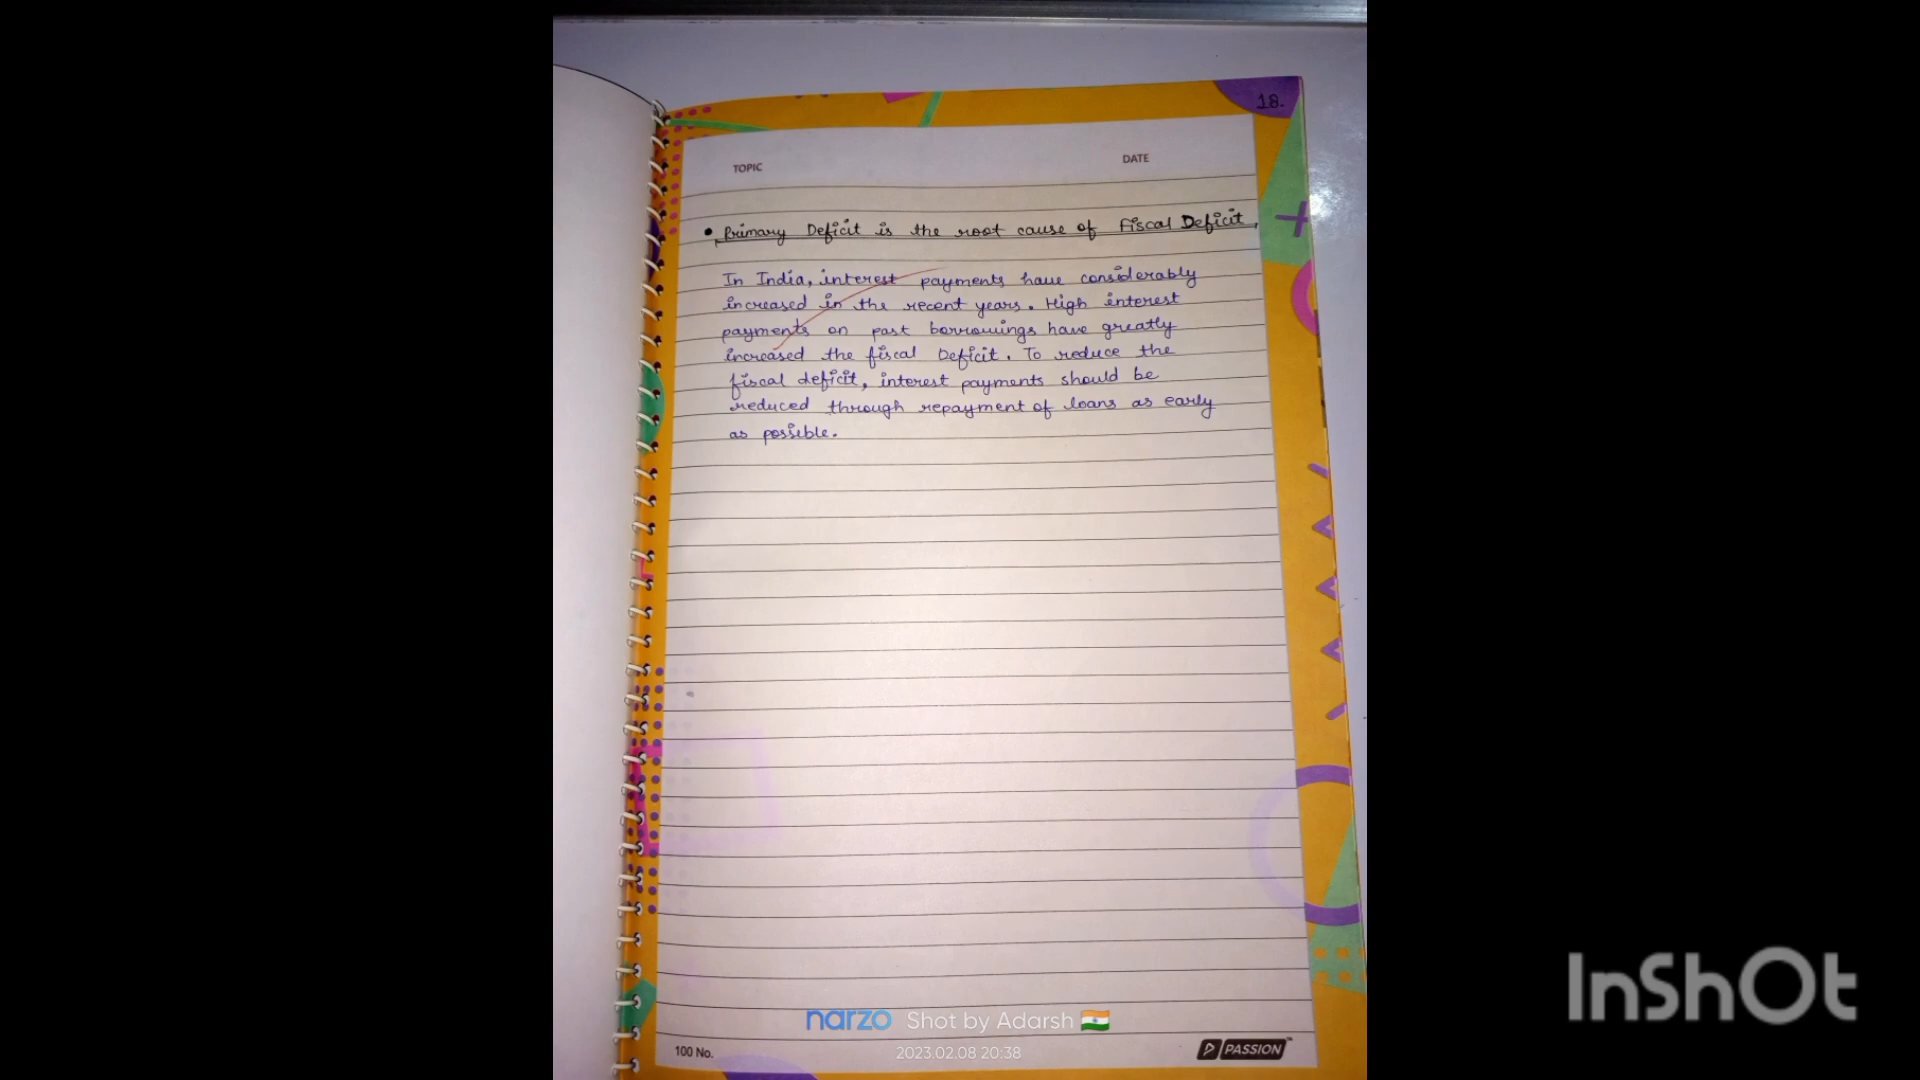 18.
TOPIC
DATE
• Primary Deficit is the root cause of Fiscal Deficit.
In India, interest payments have considerably
increased in the recent years. High interest
payments on past borrowings have greatly
increased the fiscal Deficit. To reduce the
fiscal deficit, interest payments should be
reduced through repayment of loans as early
as possible.
narzo Shot by Adarsh 🇮🇳
2023.02.08 20:38
100 No.
PASSION
InShOt